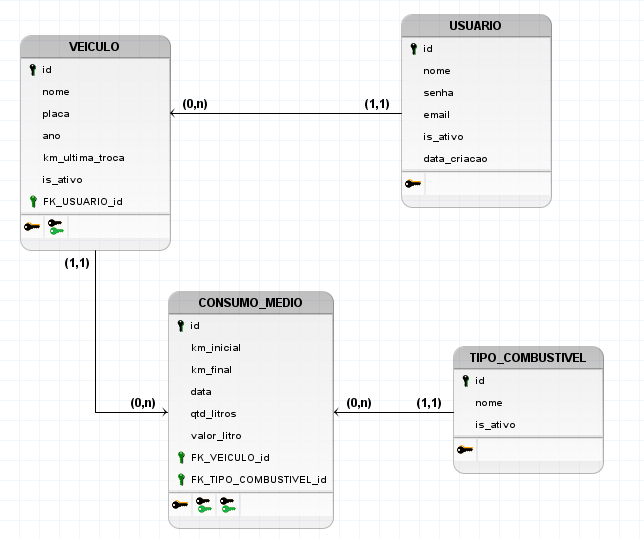 VEICULO
id
nome
placa
ano
km_ultima_troca
is_ativo
FK_USUARIO_id
(0,n)
(1,1)
USUARIO
id
nome
senha
email
is_ativo
data_criacao
(1,1)
(0,n)
CONSUMO_MEDIO
id
km_inicial
km_final
data
qtd_litros
valor_litro
FK_VEICULO_id
FK_TIPO_COMBUSTIVEL_id
(0,n)
(1,1)
TIPO_COMBUSTIVEL
id
nome
is_ativo